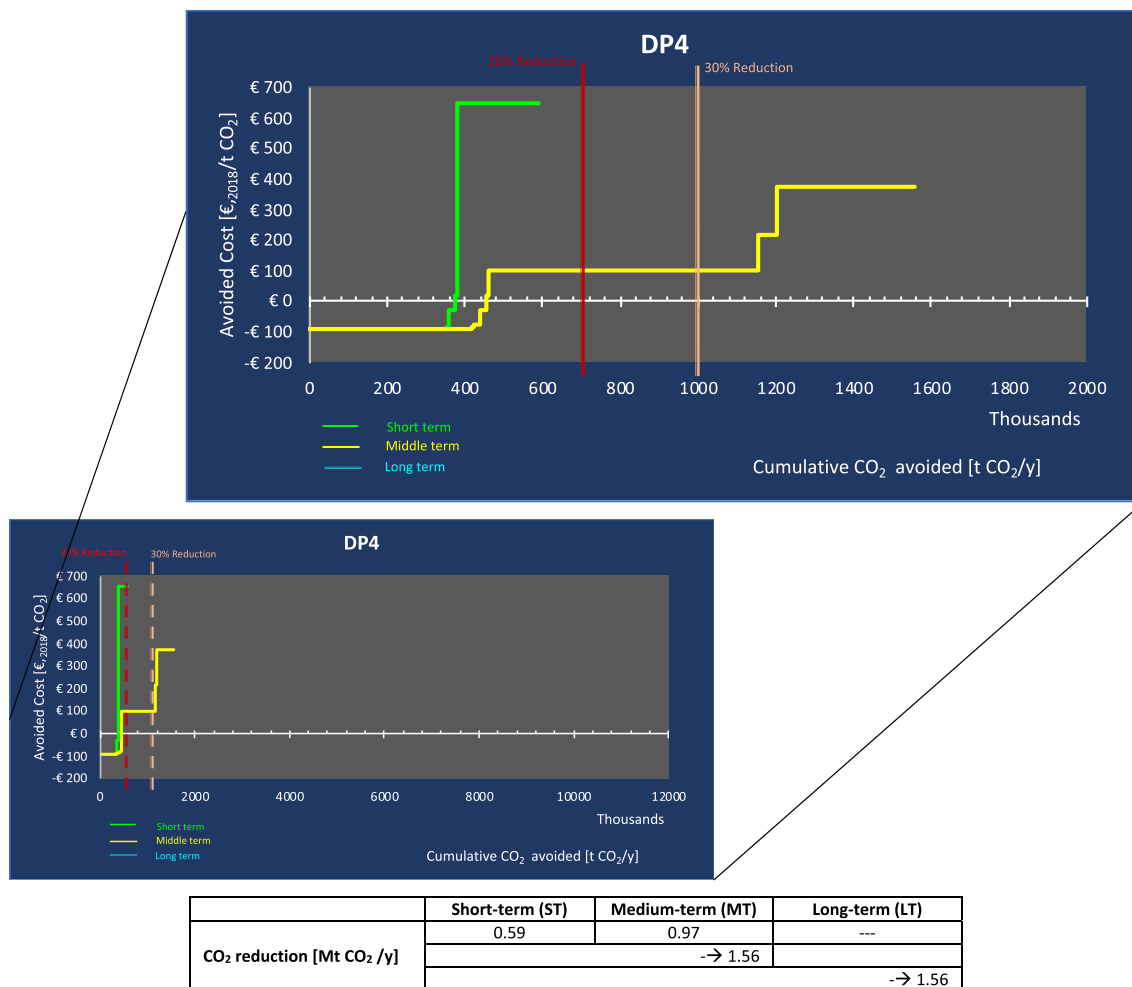 DP4
30% Reduction
€ 700
€ 600
€ 500
€ 400
€ 300
€ 200
€ 100
€ 0
-€ 100
-€ 200
Avoided Cost [€,2018/t CO2]
0 200 400 600 800 1000 1200 1400 1600 1800 2000
Thousands
Short term
Middle term
Long term
Cumulative CO2 avoided [t CO2/y]
DP4
20% Reduction 30% Reduction
€ 700
€ 600
€ 500
€ 400
€ 300
€ 200
€ 100
€ 0
-€ 100
-€ 200
Avoided Cost [€,2018/t CO2]
0 2000 4000 6000 8000 10000 12000
Thousands
Short term
Middle term
Long term
Cumulative CO2 avoided [t CO2/y]
Short-term (ST) Medium-term (MT) Long-term (LT)
CO2 reduction [Mt CO2 /y] 0.59 0.97 ---
-→ 1.56
-→ 1.56